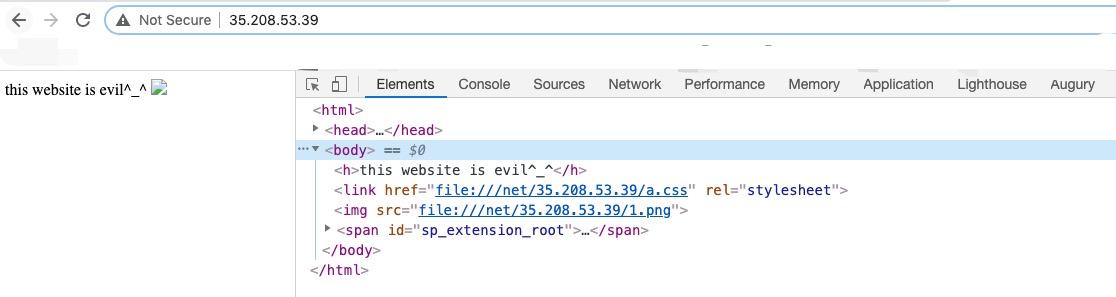 Not Secure | 35.208.53.39
this website is evil^_^
Elements Console Sources Network Performance Memory Application Lighthouse Augury
<html>
<head>…</head>
<body> == $0
<h>this website is evil^_^</h>
<link href="file:///net/35.208.53.39/a.css" rel="stylesheet">
<img src="file:///net/35.208.53.39/1.png">
<span id="sp_extension_root">…</span>
</body>
</html>